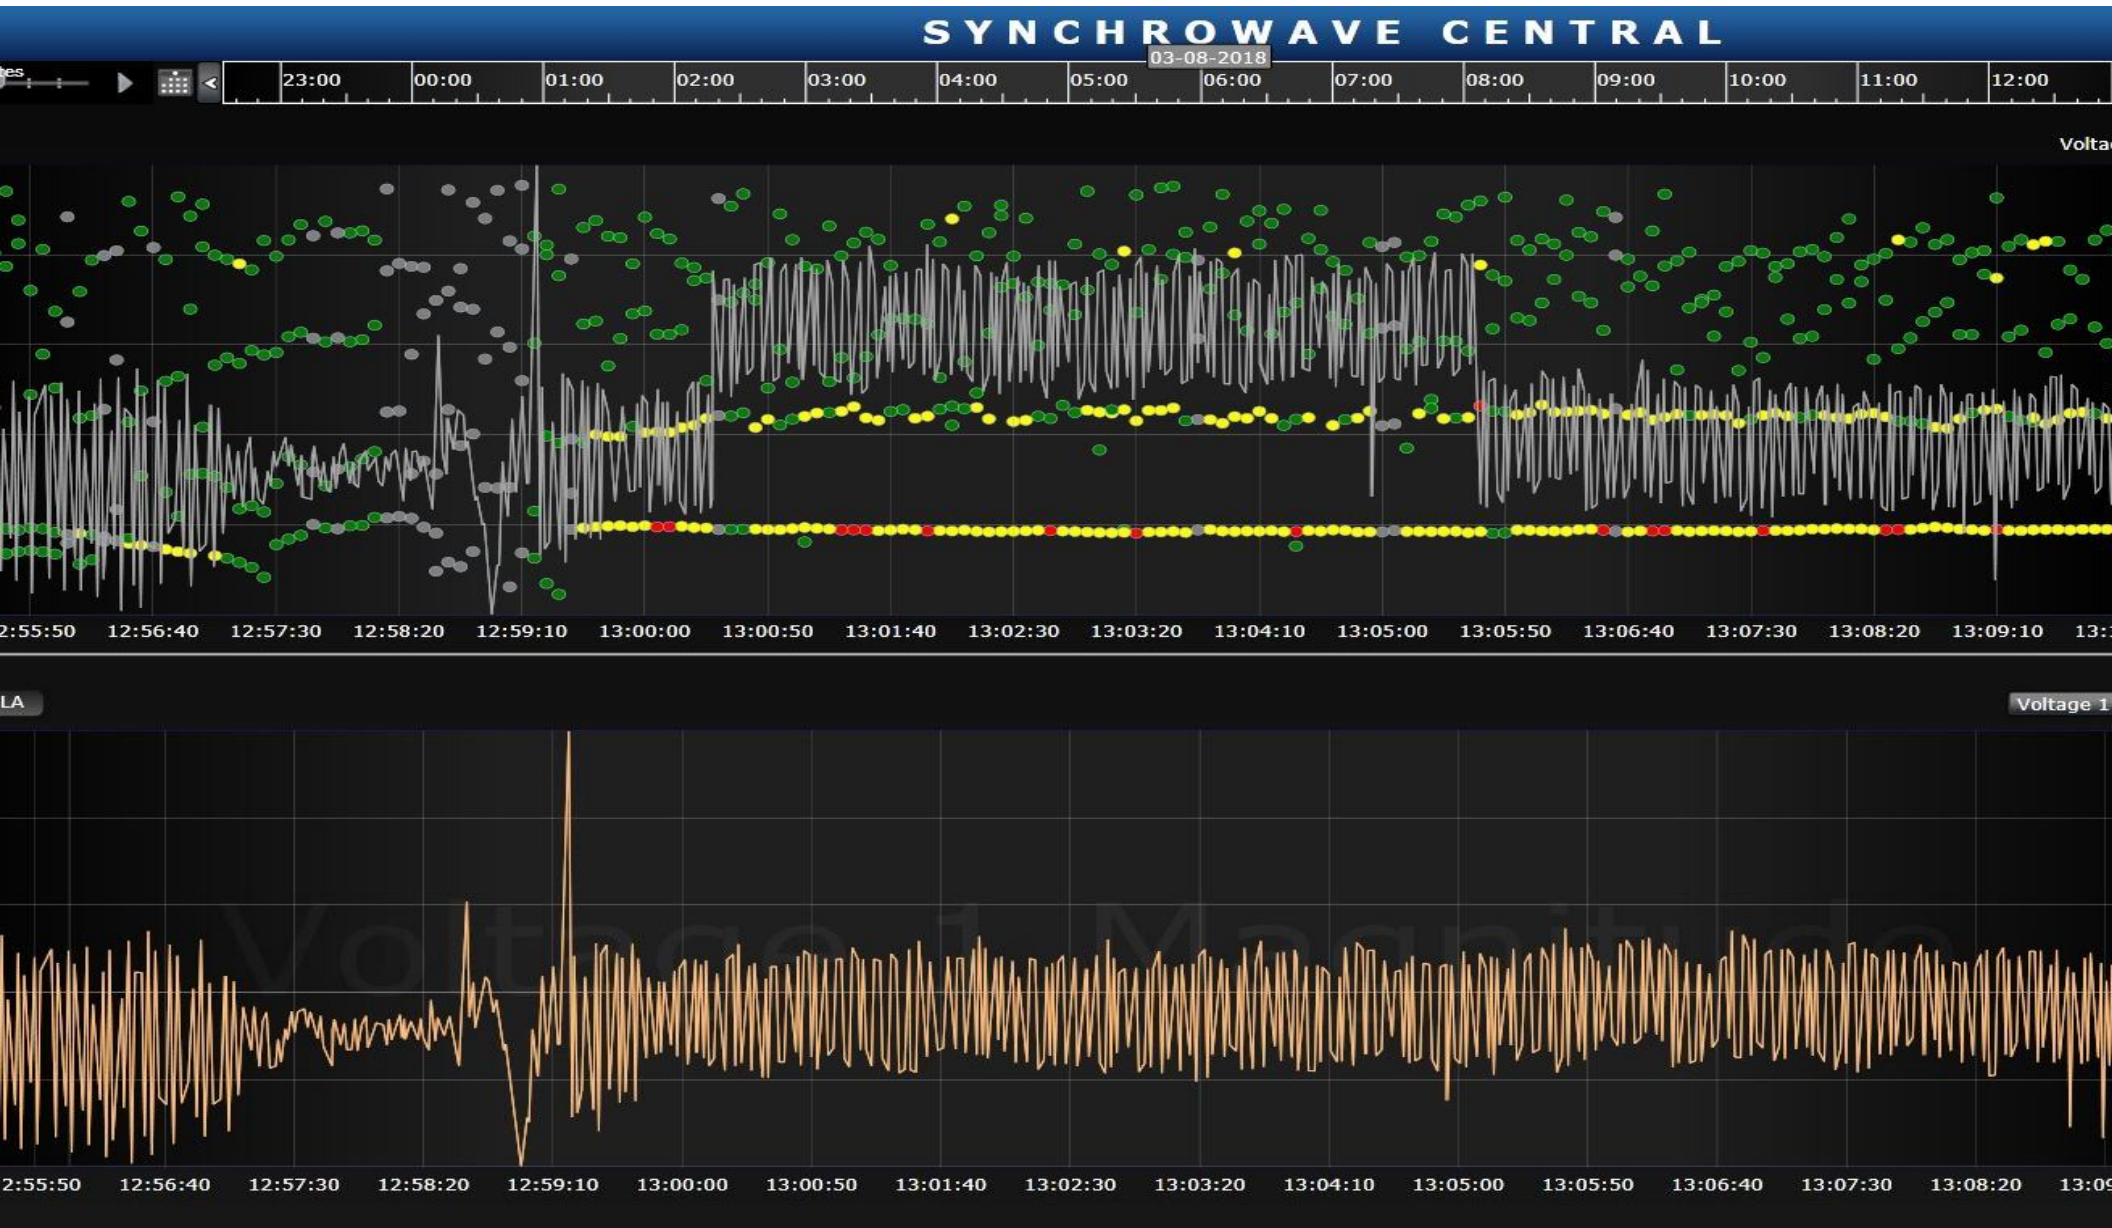 SYNCHROWAVE CENTRAL
03-08-2018
tes
23:00 00:00 01:00 02:00 03:00 04:00 05:00 06:00 07:00 08:00 09:00 10:00 11:00 12:00
Volta
2:55:50 12:56:40 12:57:30 12:58:20 12:59:10 13:00:00 13:00:50 13:01:40 13:02:30 13:03:20 13:04:10 13:05:00 13:05:50 13:06:40 13:07:30 13:08:20 13:09:10 13:
LA Voltage 1
Voltage 1 Magnitude
2:55:50 12:56:40 12:57:30 12:58:20 12:59:10 13:00:00 13:00:50 13:01:40 13:02:30 13:03:20 13:04:10 13:05:00 13:05:50 13:06:40 13:07:30 13:08:20 13:09